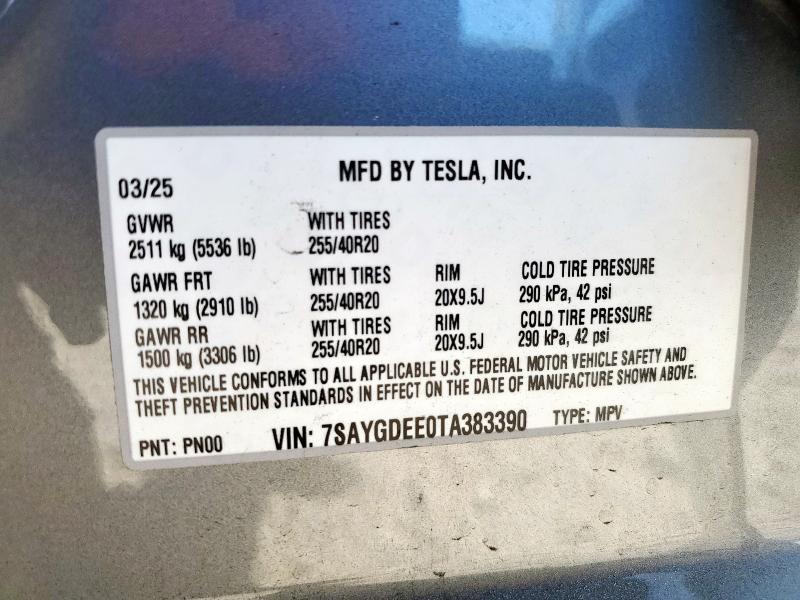 MFD BY TESLA, INC.
03/25
GVWR WITH TIRES
2511 kg (5536 lb) 255/40R20
GAWR FRT WITH TIRES RIM COLD TIRE PRESSURE
1320 kg (2910 lb) 255/40R20 20X9.5J 290 kPa, 42 psi
GAWR RR WITH TIRES RIM COLD TIRE PRESSURE
1500 kg (3306 lb) 255/40R20 20X9.5J 290 kPa, 42 psi
THIS VEHICLE CONFORMS TO ALL APPLICABLE U.S. FEDERAL MOTOR VEHICLE SAFETY AND
THEFT PREVENTION STANDARDS IN EFFECT ON THE DATE OF MANUFACTURE SHOWN ABOVE.
PNT: PN00 VIN: 7SAYGDEE0TA383390 TYPE: MPV